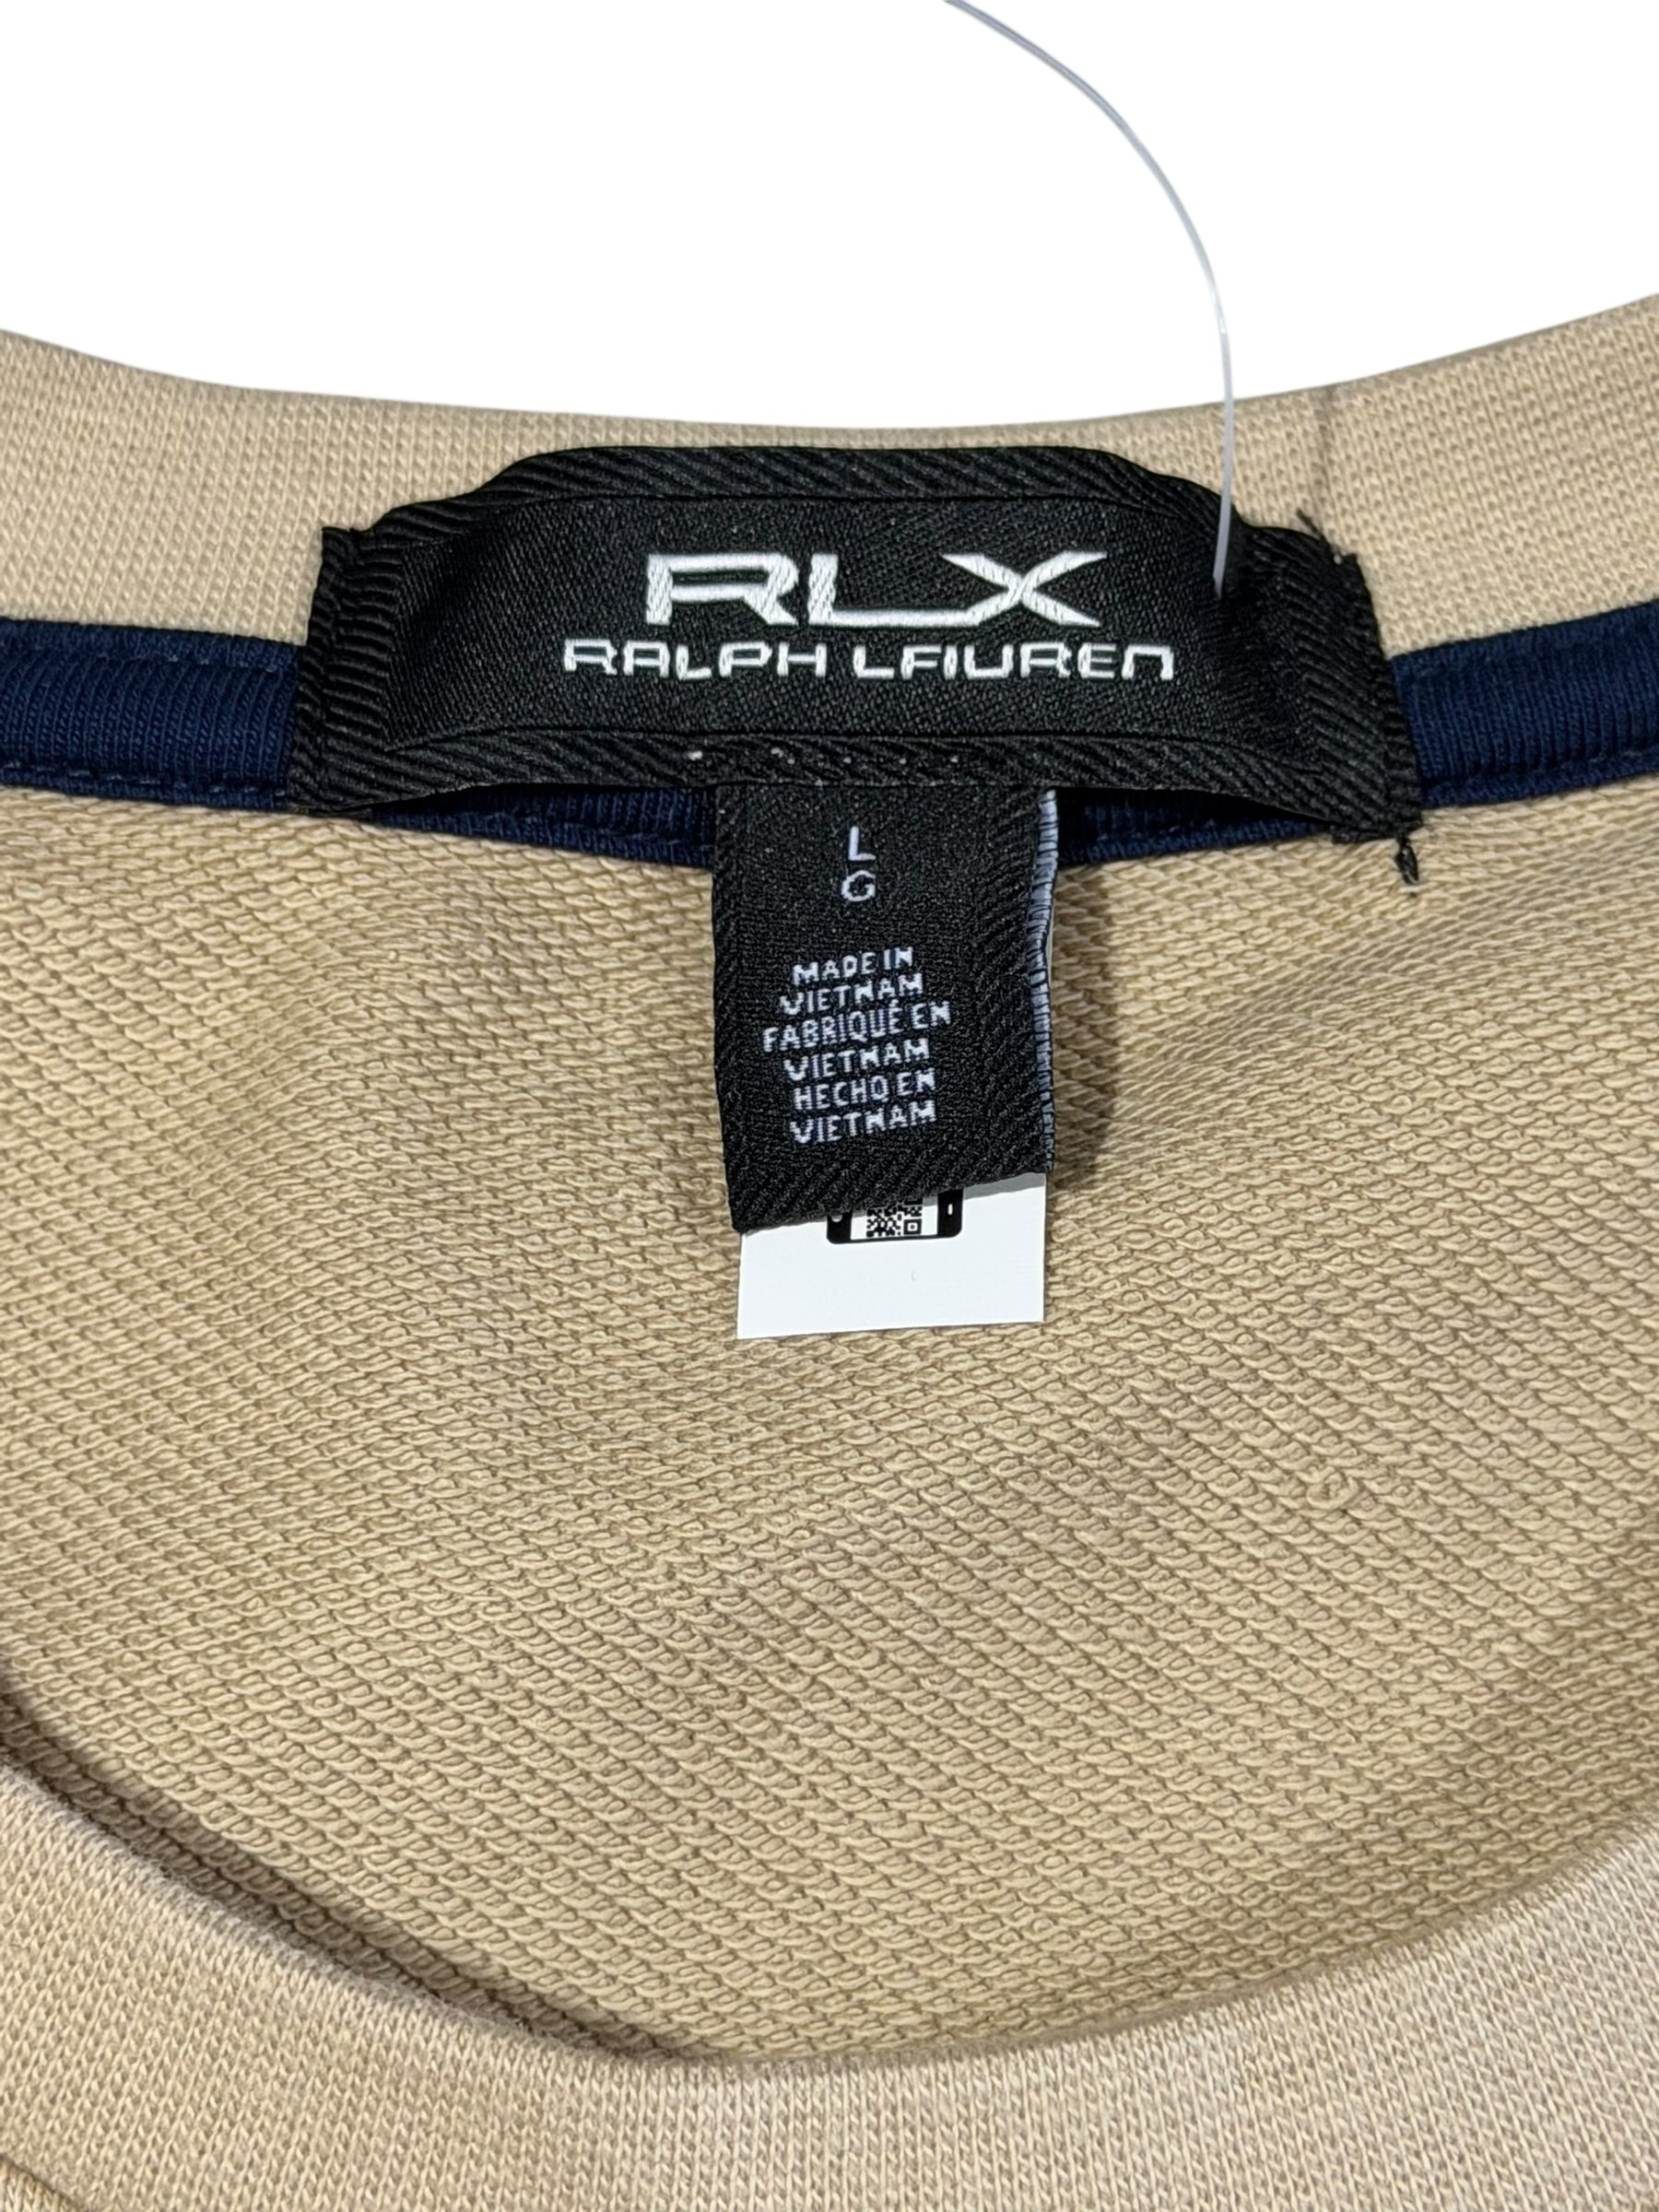 RLX
RALPH LAUREN
L
G
MADE IN
VIETNAM
FABRIQUÉ EN
VIETNAM
HECHO EN
VIETNAM